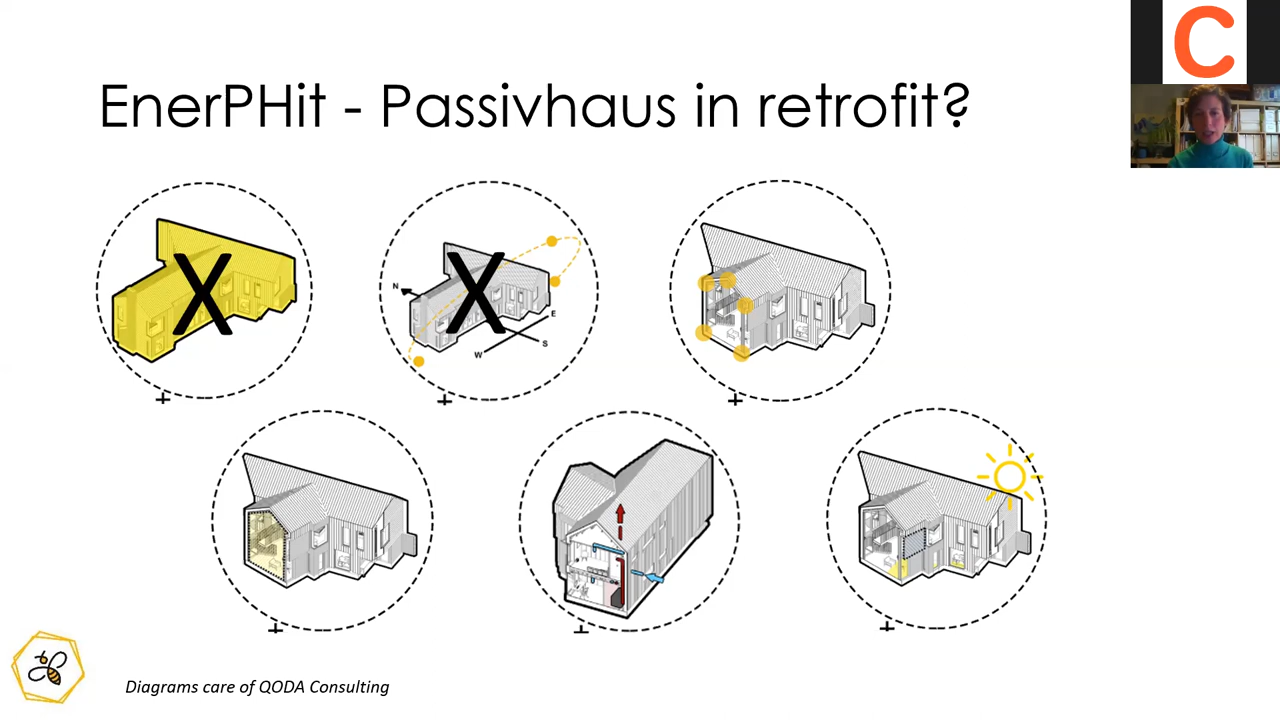 C
EnerPHit - Passivhaus in retrofit?
X
X
N
E
S
W
+
+
+
+
+
+
Diagrams care of QODA Consulting